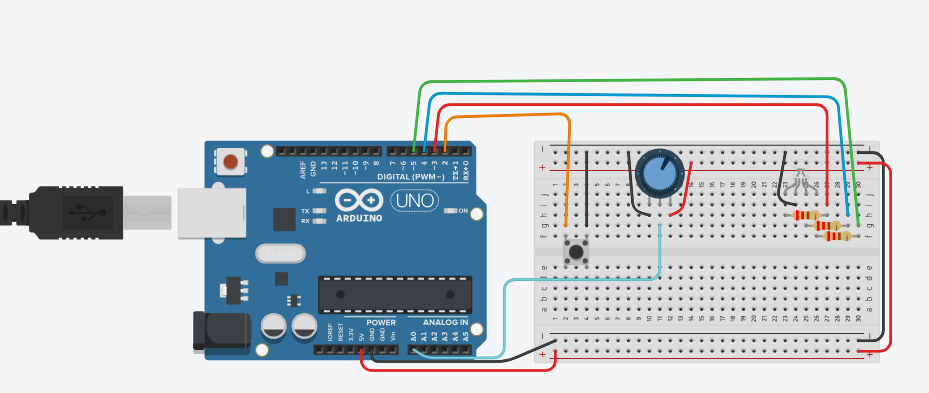 AREF
GND
13
12
~11
~10
~9
8
7
~6
~5
4
~3
2
TX→1
RX←0
DIGITAL (PWM~)
L
TX
RX
UNO
ON
ARDUINO
POWER
ANALOG IN
IOREF
RESET
3.3V
5V
GND
GND
Vin
A0
A1
A2
A3
A4
A5
j
i
h
g
f
e
d
c
b
a